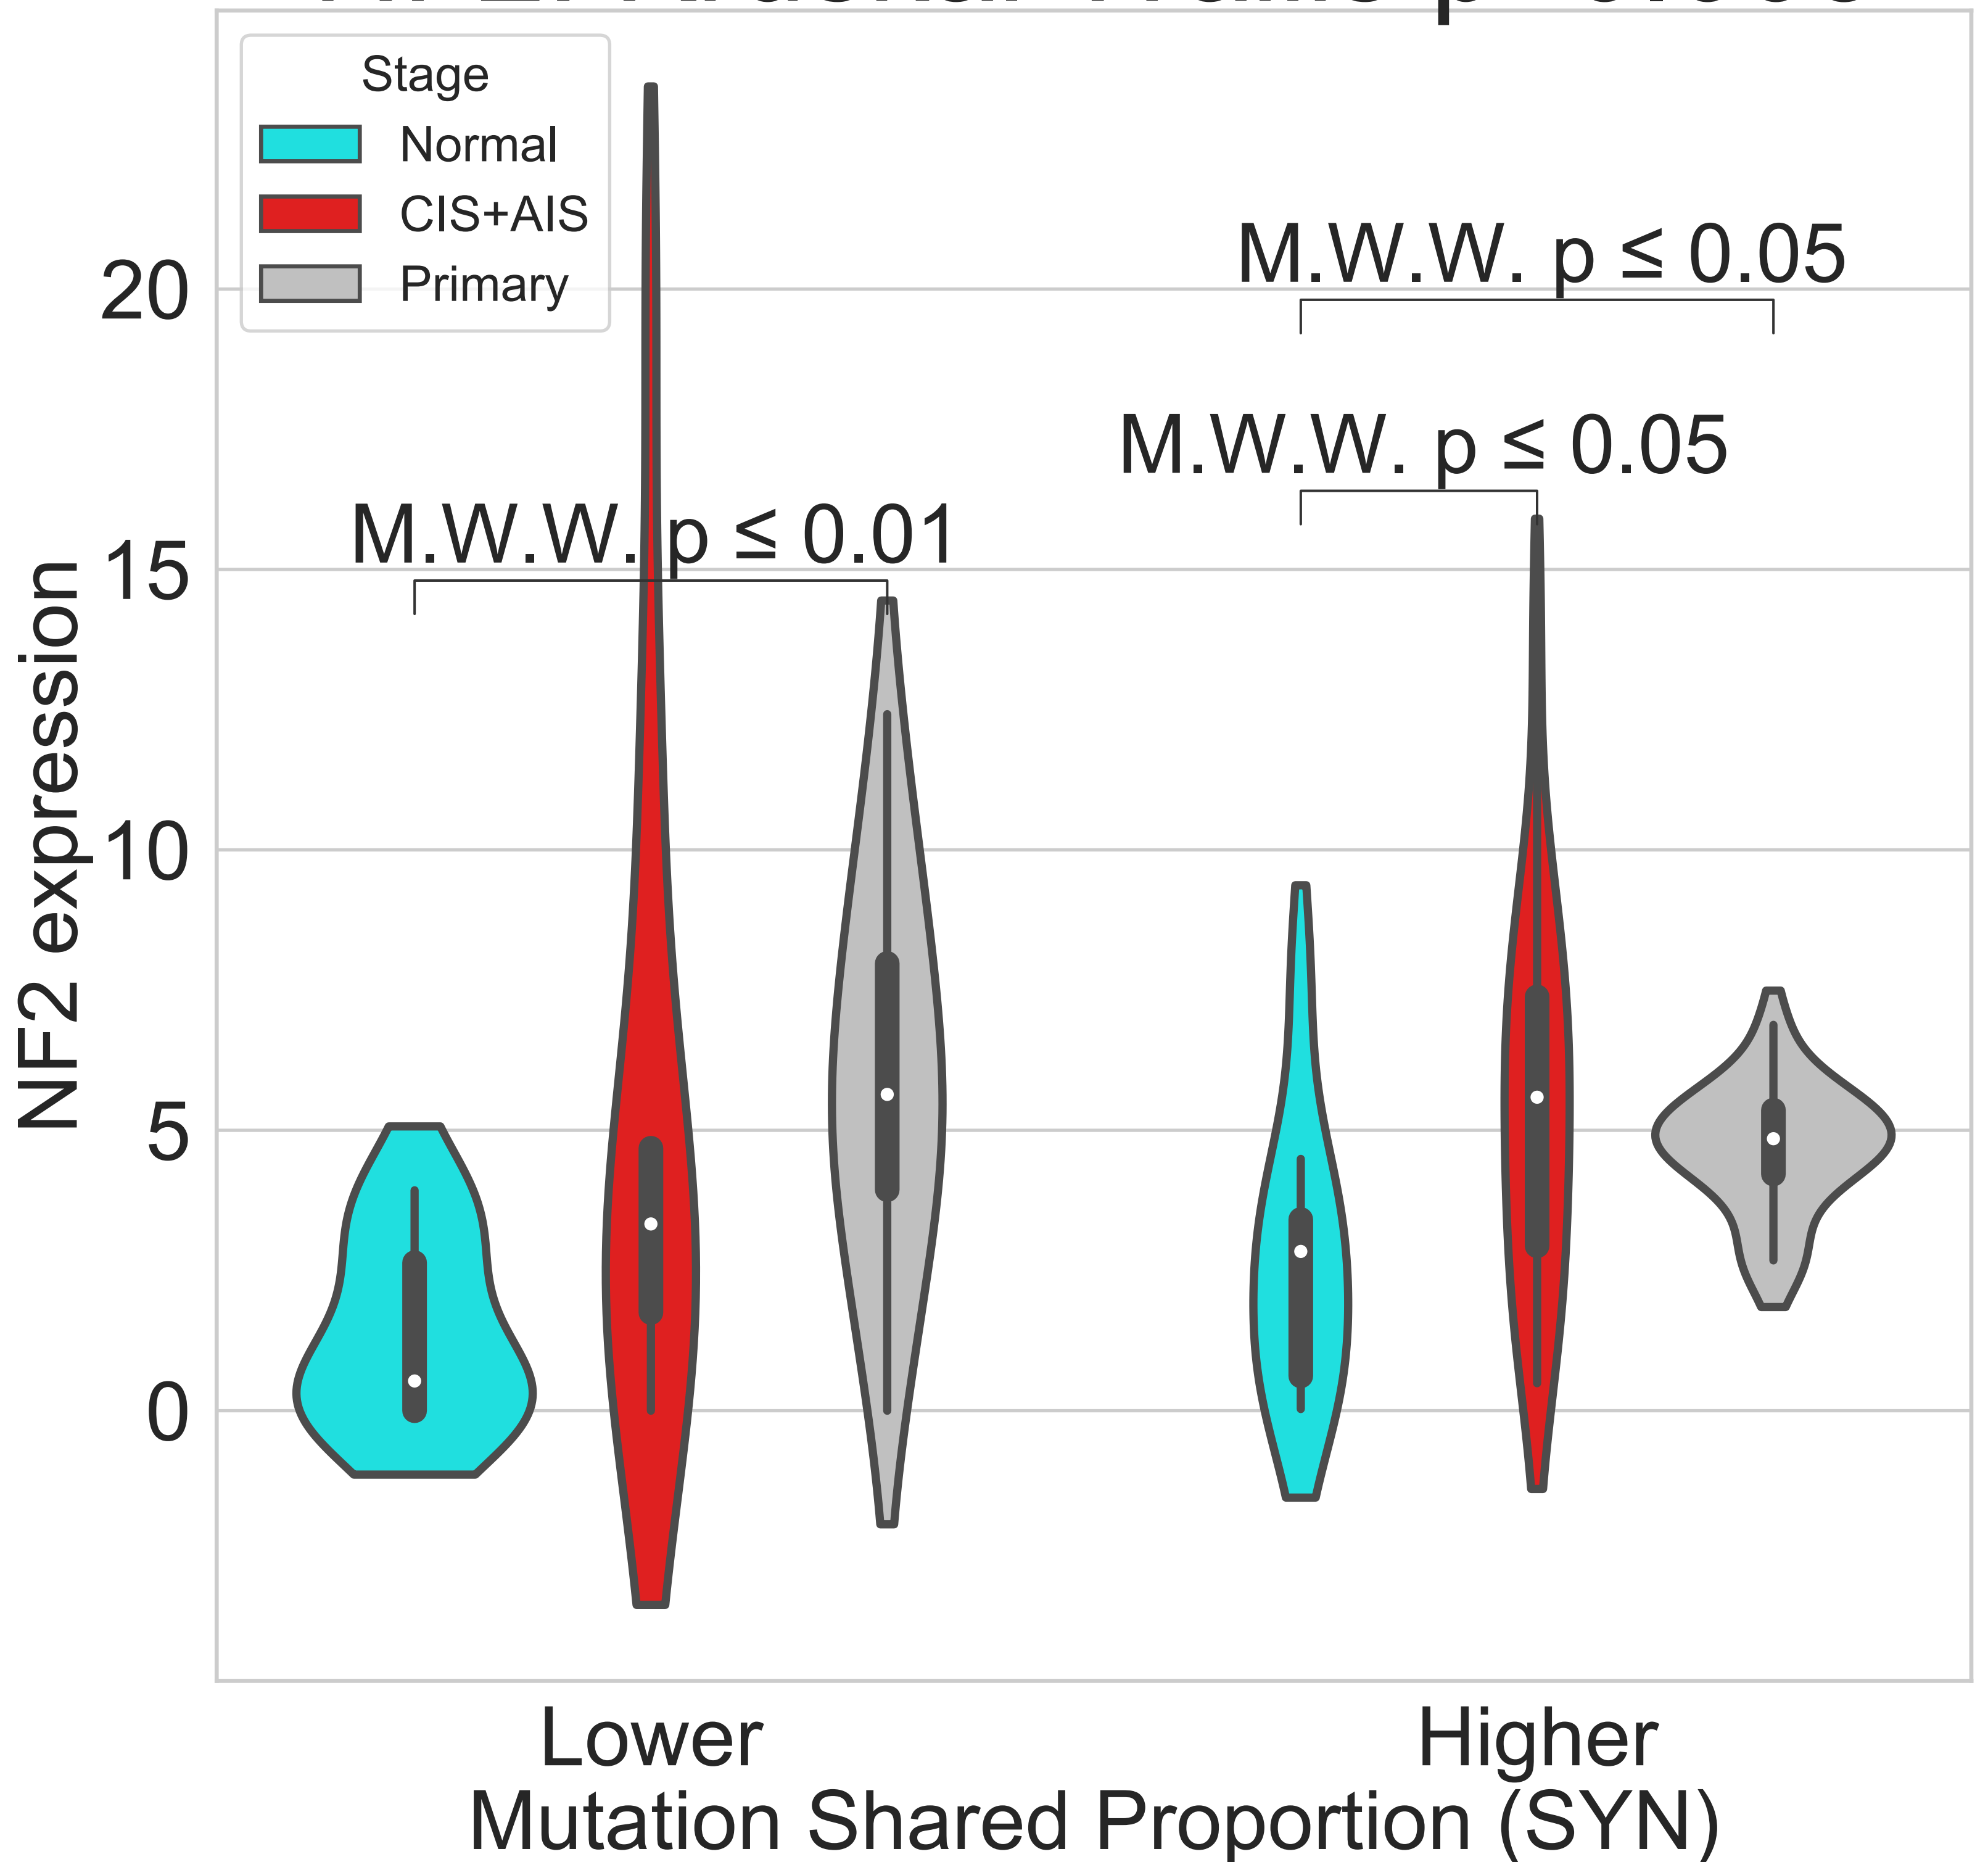 Stage
Normal
CIS+AIS
Primary
M.W.W. p ≤ 0.05
M.W.W. p ≤ 0.05
M.W.W. p ≤ 0.01
20
15
10
5
0
NF2 expression
Lower
Higher
Mutation Shared Proportion (SYN)